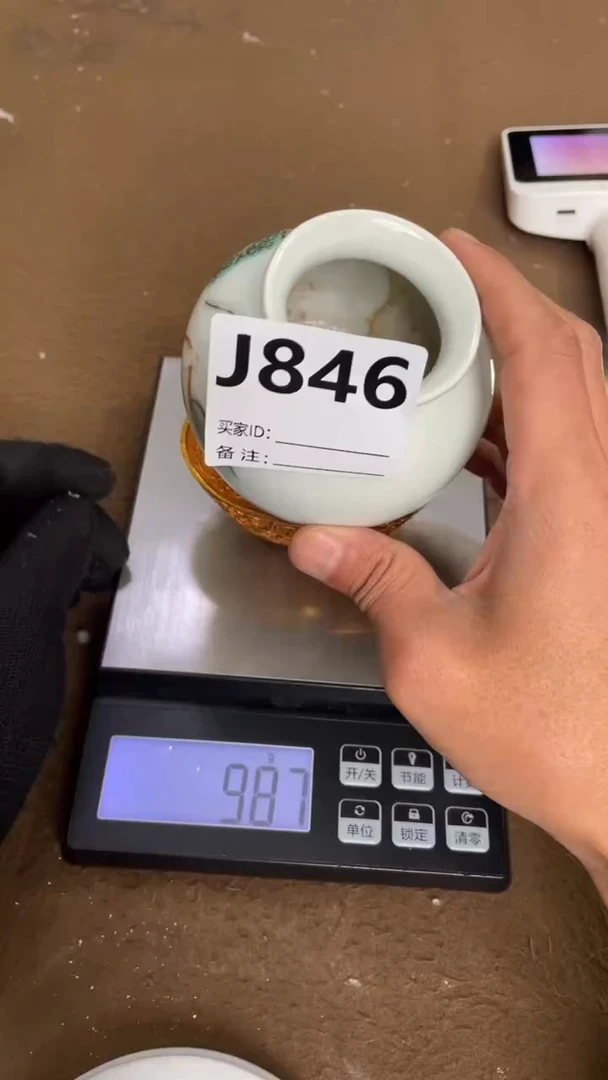 J846
买家ID：
备 注：
g
987
开/关
节能
单位
锁定
清零